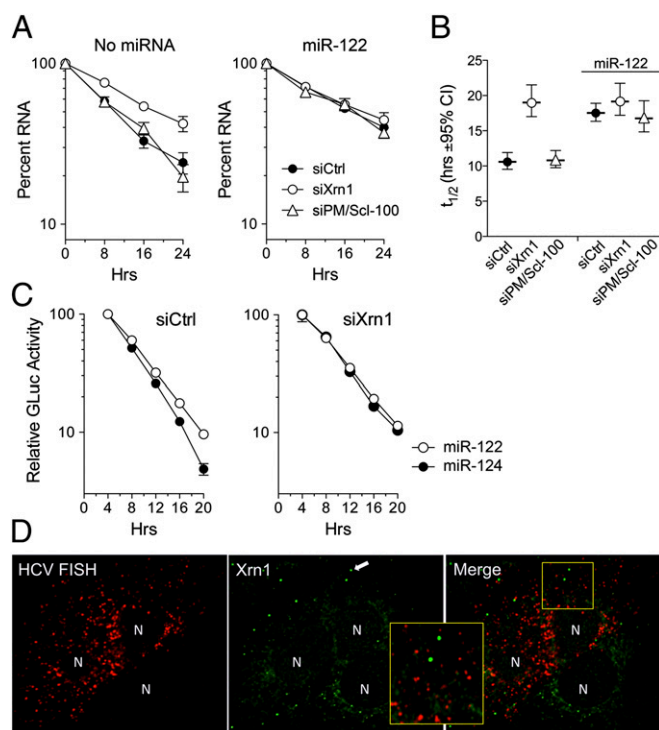 A
No miRNA
miR-122
B
100
10
Percent RNA
0 8 16 24
Hrs
100
10
Percent RNA
siCtrl
siXrn1
siPM/Scl-100
0 8 16 24
Hrs
miR-122
25
20
15
10
5
0
t1/2 (hrs ±95% CI)
siCtrl
siXrn1
siPM/Scl-100
siCtrl
siXrn1
siPM/Scl-100
C
siCtrl
siXrn1
100
10
Relative GLuc Activity
0 4 8 12 16 20
Hrs
100
10
0 4 8 12 16 20
Hrs
miR-122
miR-124
D
HCV FISH
Xrn1
Merge
N
N
N
N
N
N
N
N
N